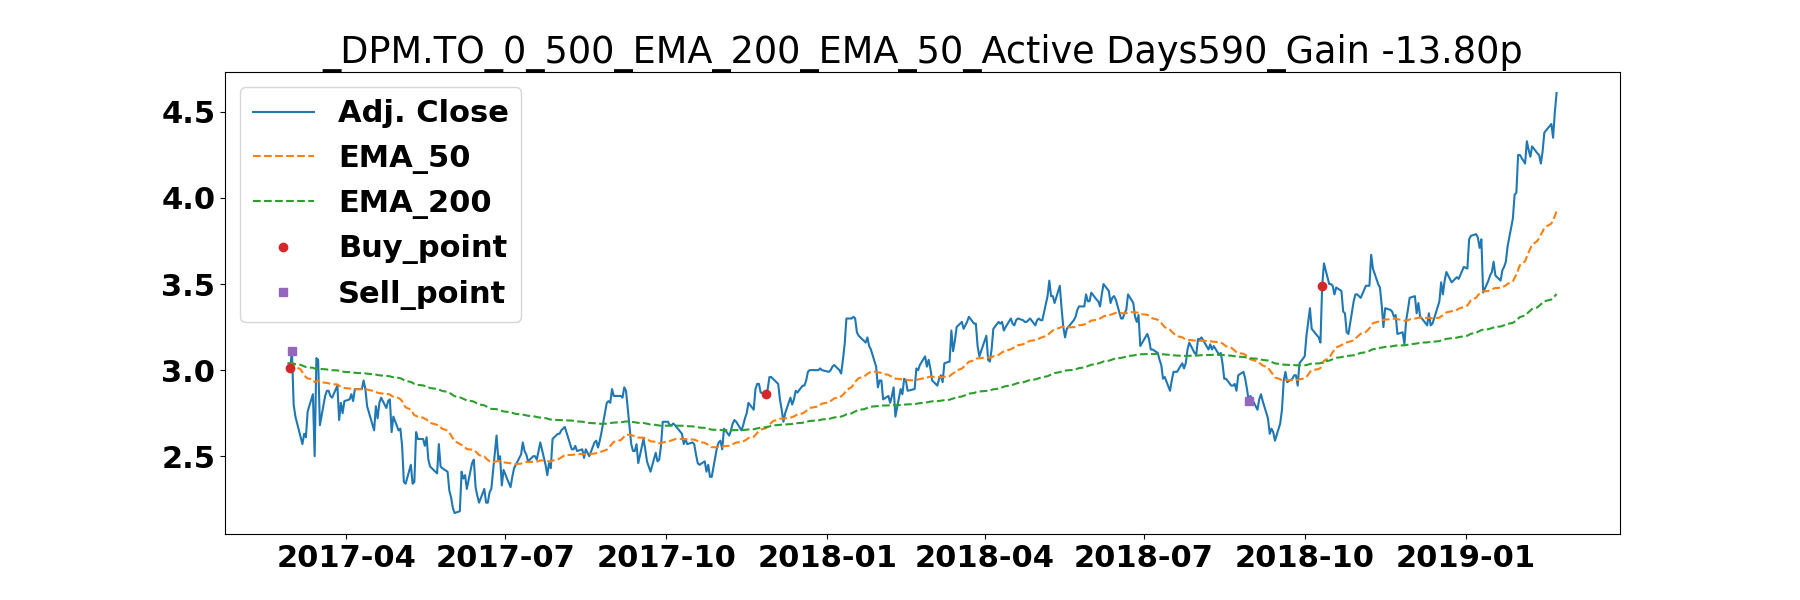 _DPM.TO_0_500_EMA_200_EMA_50_Active Days590_Gain -13.80p
Adj. Close
EMA_50
EMA_200
Buy_point
Sell_point
4.5
4.0
3.5
3.0
2.5
2017-04 2017-07 2017-10 2018-01 2018-04 2018-07 2018-10 2019-01